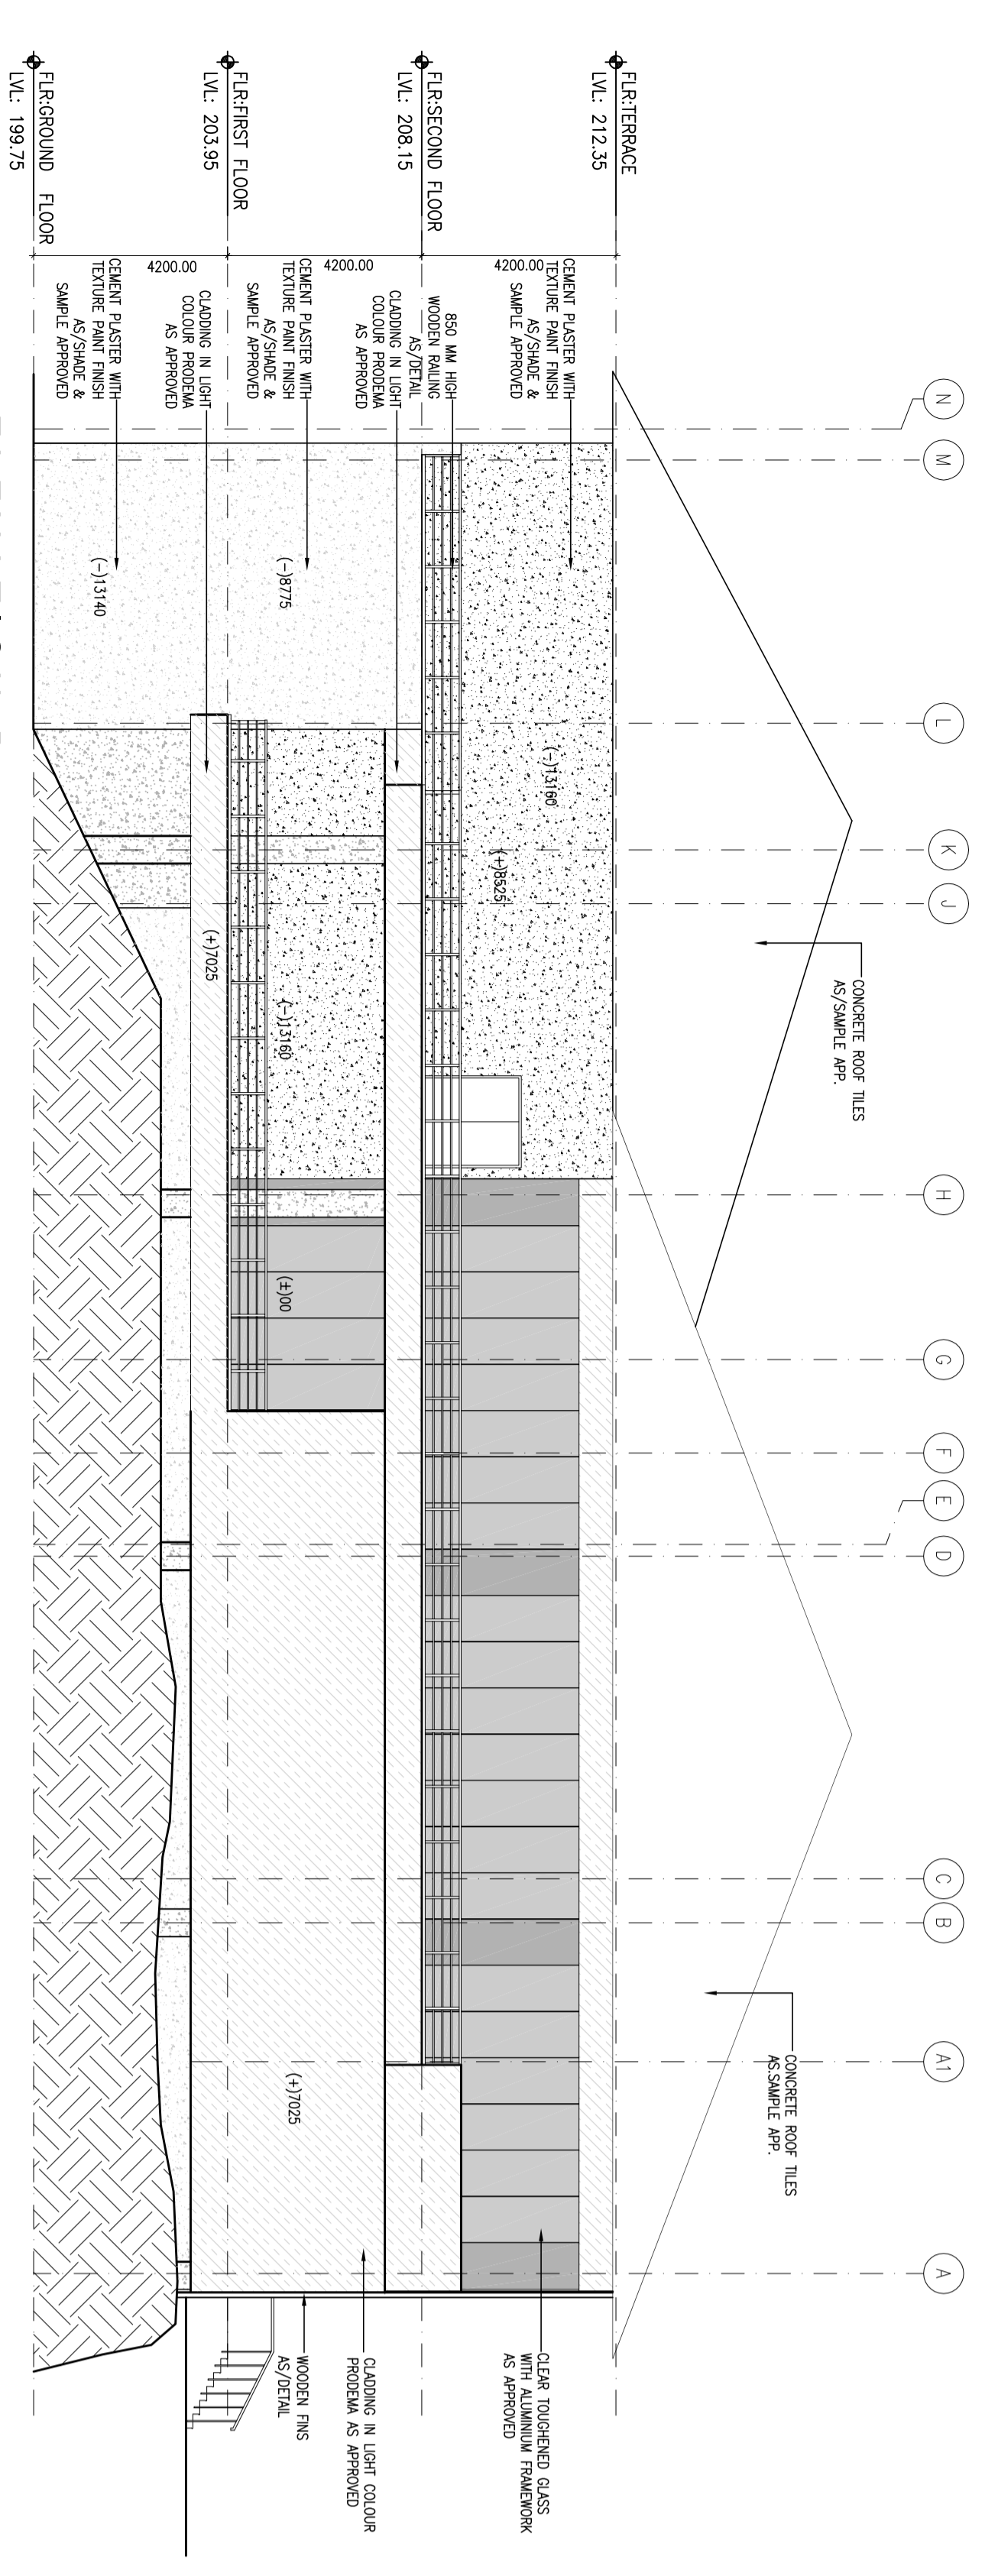 N
M
L
K
J
H
G
F
E
D
C
B
A1
A
CONCRETE ROOF TILES
AS/SAMPLE APP.
CONCRETE ROOF TILES
AS.SAMPLE APP.
FLR:TERRACE
LVL: 212.35
4200.00
CEMENT PLASTER WITH
TEXTURE PAINT FINISH
AS/SHADE &
SAMPLE APPROVED
(-)13160
(+)8525
CLEAR TOUGHENED GLASS
WITH ALUMINIUM FRAMEWORK
AS APPROVED
850 MM HIGH
WOODEN RAILING
AS/DETAIL
FLR:SECOND FLOOR
LVL: 208.15
4200.00
CLADDING IN LIGHT
COLOUR PRODEMA
AS APPROVED
CEMENT PLASTER WITH
TEXTURE PAINT FINISH
AS/SHADE &
SAMPLE APPROVED
(-)8775
(-)13160
(±)00
(+)7025
CLADDING IN LIGHT COLOUR
PRODEMA AS APPROVED
WOODEN FINS
AS/DETAIL
FLR:FIRST FLOOR
LVL: 203.95
4200.00
CLADDING IN LIGHT
COLOUR PRODEMA
AS APPROVED
(+)7025
CEMENT PLASTER WITH
TEXTURE PAINT FINISH
AS/SHADE &
SAMPLE APPROVED
(-)13140
FLR:GROUND FLOOR
LVL: 199.75